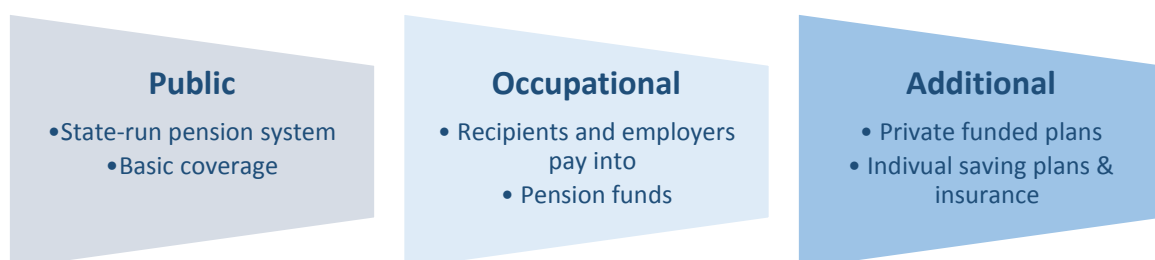 Public
•State-run pension system
•Basic coverage
Occupational
• Recipients and employers
pay into
• Pension funds
Additional
• Private funded plans
• Indivual saving plans &
insurance